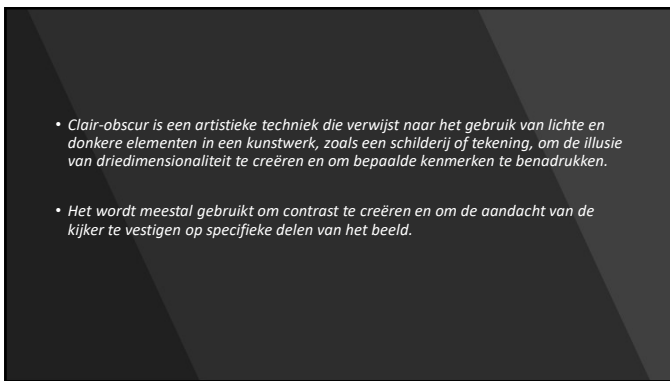 • Clair-obscur is een artistieke techniek die verwijst naar het gebruik van lichte en
donkere elementen in een kunstwerk, zoals een schilderij of tekening, om de illusie
van driedimensionaliteit te creëren en om bepaalde kenmerken te benadrukken.
• Het wordt meestal gebruikt om contrast te creëren en om de aandacht van de
kijker te vestigen op specifieke delen van het beeld.